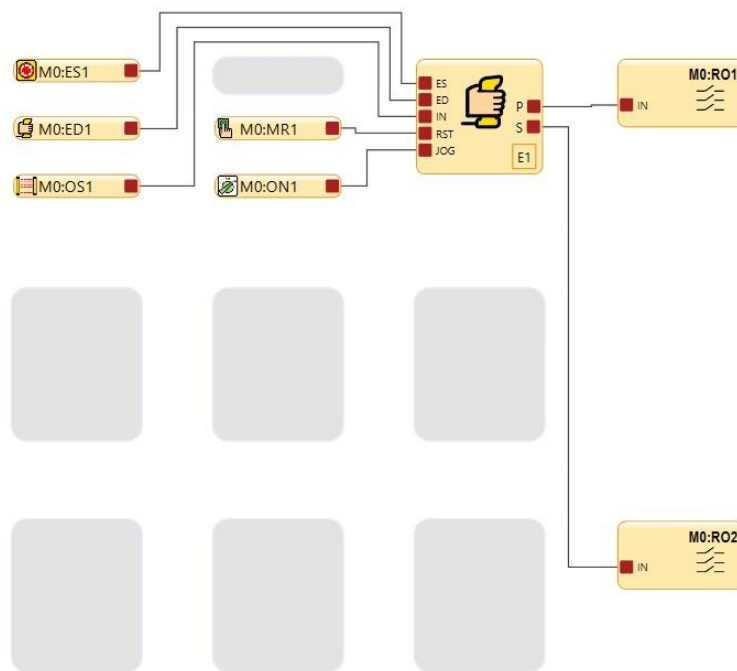 M0:ES1
M0:ED1
M0:OS1
M0:MR1
M0:ON1
ES
ED
IN
RST
JOG
P
S
E1
M0:RO1
IN
M0:RO2
IN